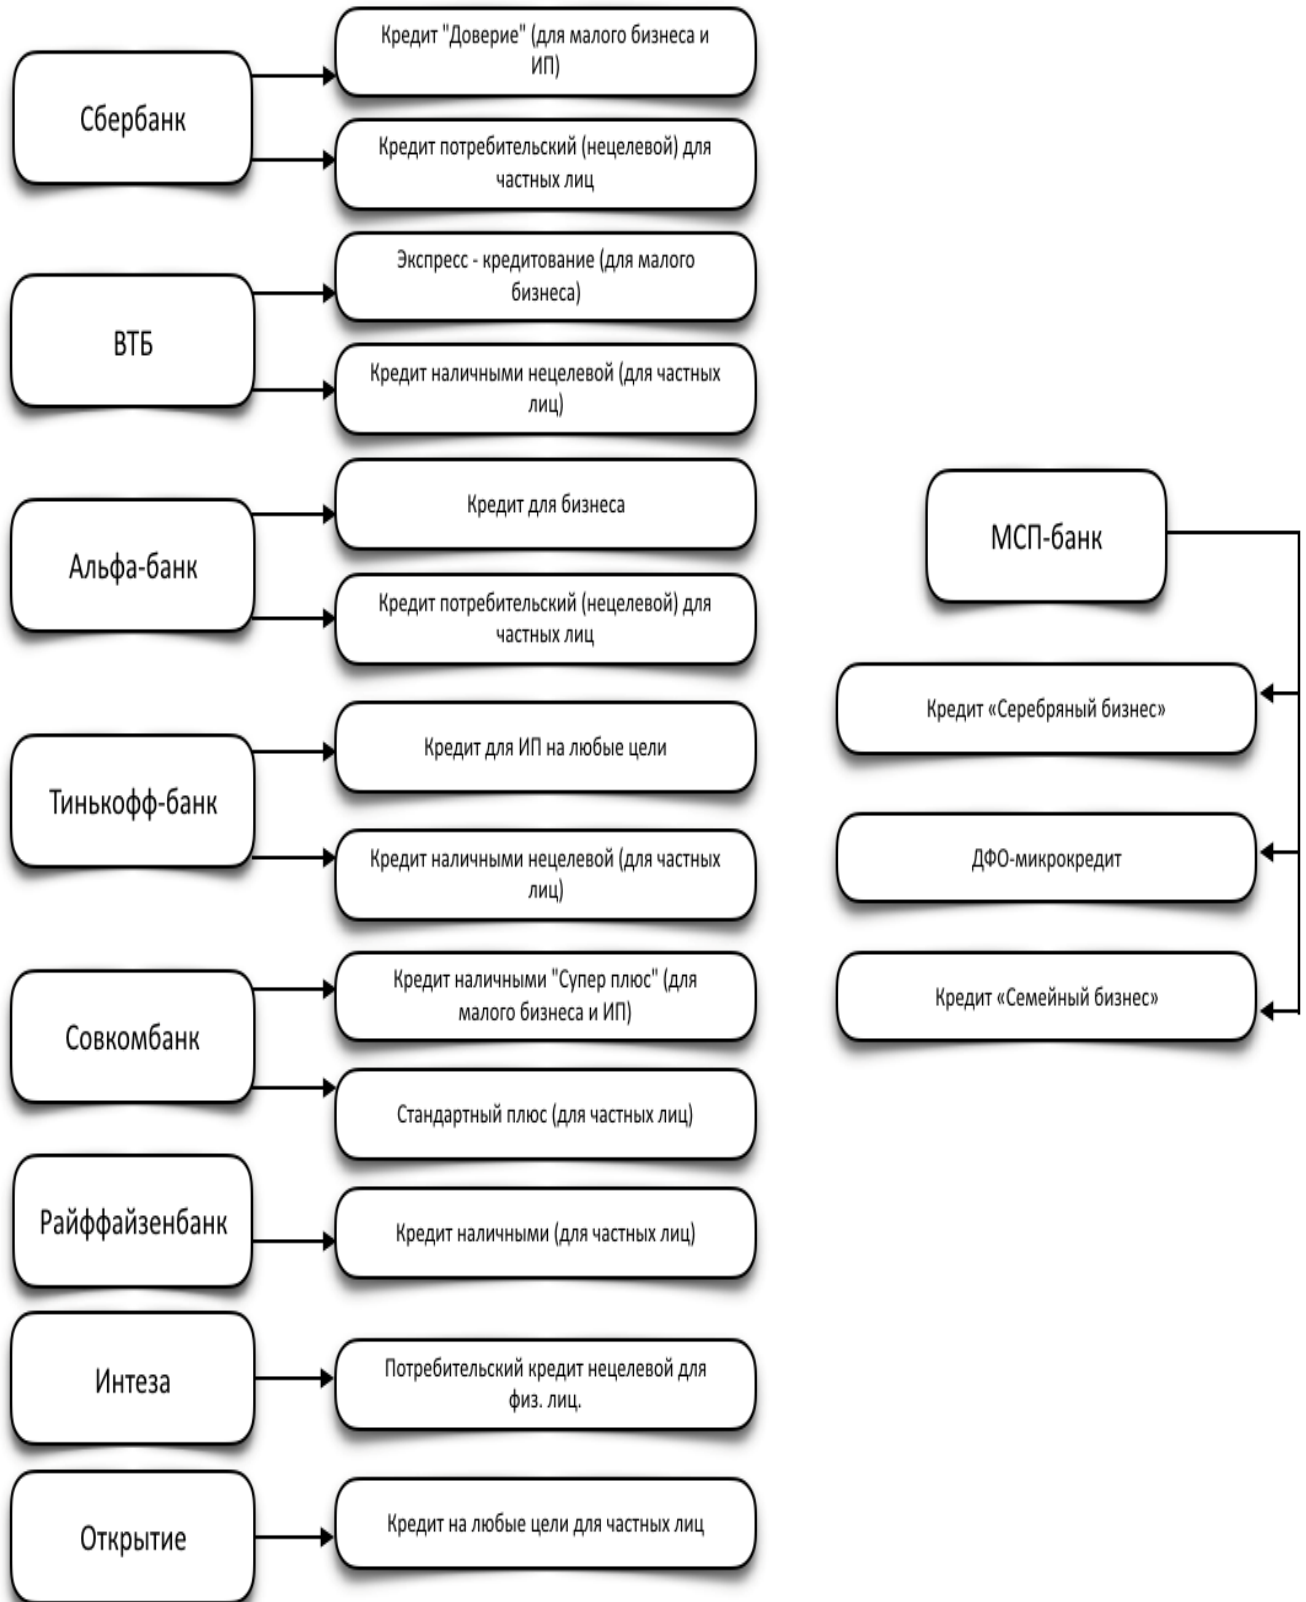 Сбербанк
Кредит "Доверие" (для малого бизнеса и
ИП)
Кредит потребительский (нецелевой) для
частных лиц
ВТБ
Экспресс - кредитование (для малого
бизнеса)
Кредит наличными нецелевой (для частных
лиц)
Альфа-банк
Кредит для бизнеса
Кредит потребительский (нецелевой) для
частных лиц
Тинькофф-банк
Кредит для ИП на любые цели
Кредит наличными нецелевой (для частных
лиц)
Совкомбанк
Кредит наличными "Супер плюс" (для
малого бизнеса и ИП)
Стандартный плюс (для частных лиц)
Райффайзенбанк
Кредит наличными (для частных лиц)
Интеза
Потребительский кредит нецелевой для
физ. лиц.
Открытие
Кредит на любые цели для частных лиц
МСП-банк
Кредит «Серебряный бизнес»
ДФО-микрокредит
Кредит «Семейный бизнес»